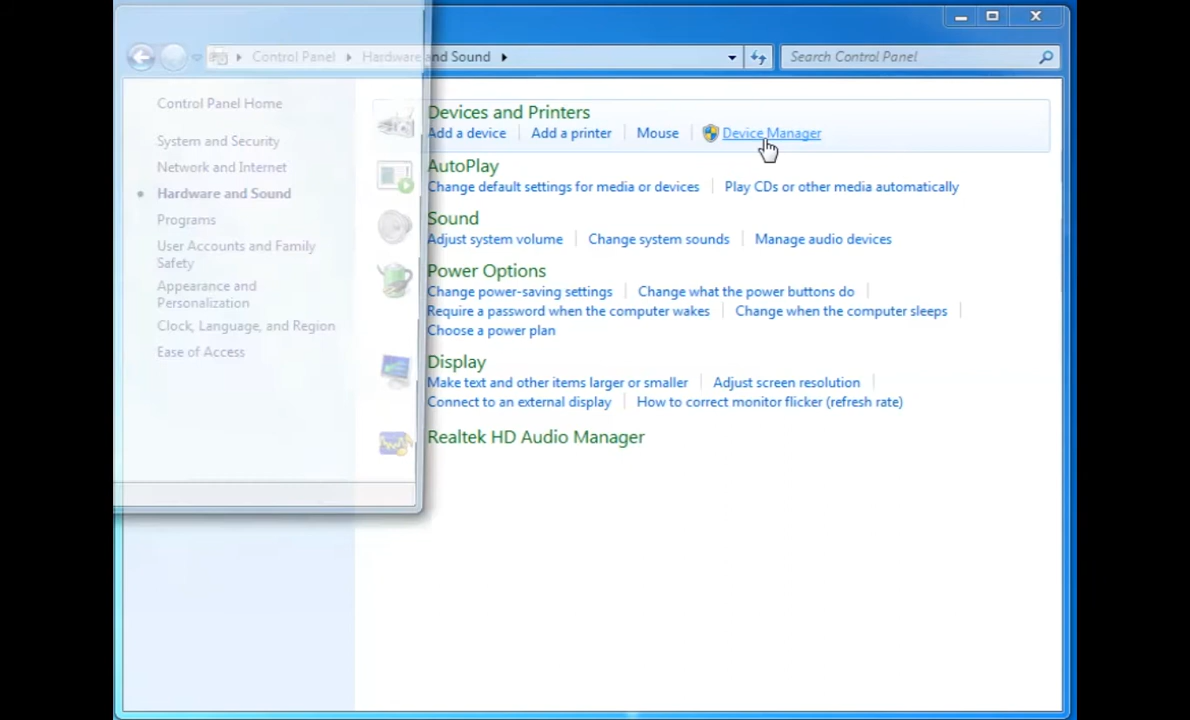 Control Panel Hardware and Sound Search Control Panel
Control Panel Home
System and Security
Network and Internet
Hardware and Sound
Programs
User Accounts and Family
Safety
Appearance and
Personalization
Clock, Language, and Region
Ease of Access
Devices and Printers
Add a device Add a printer Mouse Device Manager
AutoPlay
Change default settings for media or devices Play CDs or other media automatically
Sound
Adjust system volume Change system sounds Manage audio devices
Power Options
Change power-saving settings Change what the power buttons do
Require a password when the computer wakes Change when the computer sleeps
Choose a power plan
Display
Make text and other items larger or smaller Adjust screen resolution
Connect to an external display How to correct monitor flicker (refresh rate)
Realtek HD Audio Manager